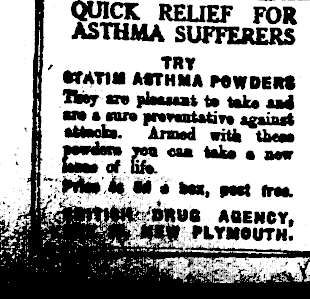 QUICK RELIEF FOR
ASTHMA SUFFERERS
TRY
STATIM ASTHMA POWDERS
They are pleasant to take and
are a sure preventative against
attacks. Armed with these
powders you can take a new
lease of life.
Price 4s 6d a box, post free.
BRITISH DRUG AGENCY,
NEW PLYMOUTH.